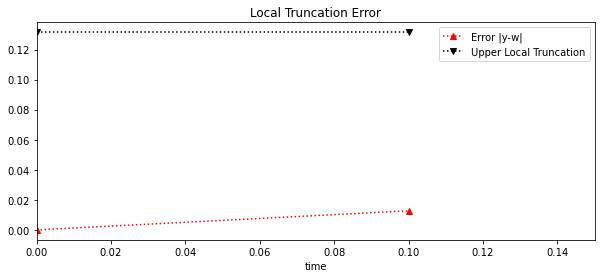 Local Truncation Error
Error |y-w|
Upper Local Truncation
0.12
0.10
0.08
0.06
0.04
0.02
0.00
0.00 0.02 0.04 0.06 0.08 0.10 0.12 0.14
time